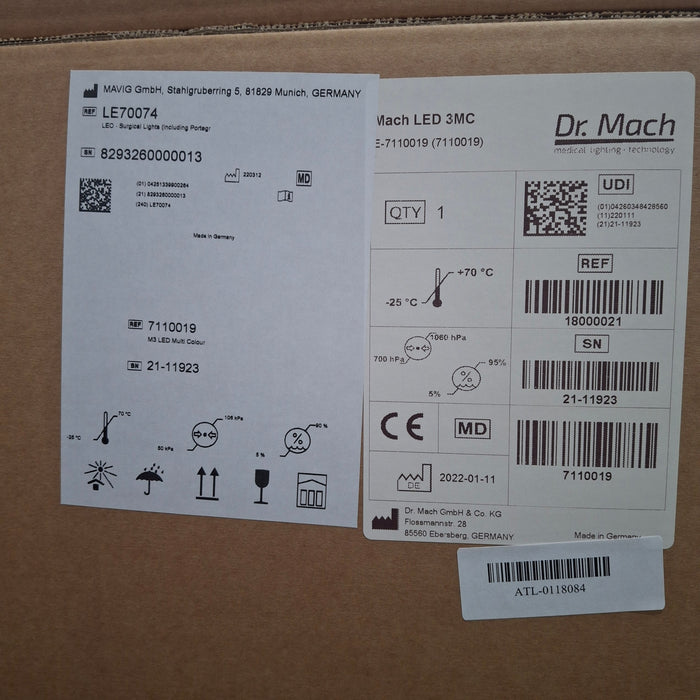 MAVIG GmbH, Stahlgruberring 5, 81829 Munich, GERMANY
REF LE70074
LED - Surgical Lights (including Portegr
SN 8293260000013
220312
MD
(01) 04261339900264
(21) 8293260000013
(240) LE70074
Made in Germany
REF 7110019
M3 LED Multi Colour
SN 21-11923
-25 °C
70 °C
50 kPa
106 kPa
5 %
90 %
Mach LED 3MC
E-7110019 (7110019)
Dr. Mach
medical lighting · technology
QTY 1
UDI
(01)04260348428560
(11)220111
(21)21-11923
-25 °C
+70 °C
REF
18000021
700 hPa
1060 hPa
5%
95%
SN
21-11923
CE
MD
7110019
DE
2022-01-11
Dr. Mach GmbH & Co. KG
Flossmannstr. 28
85560 Ebersberg, GERMANY
Made in Germany
ATL-0118084